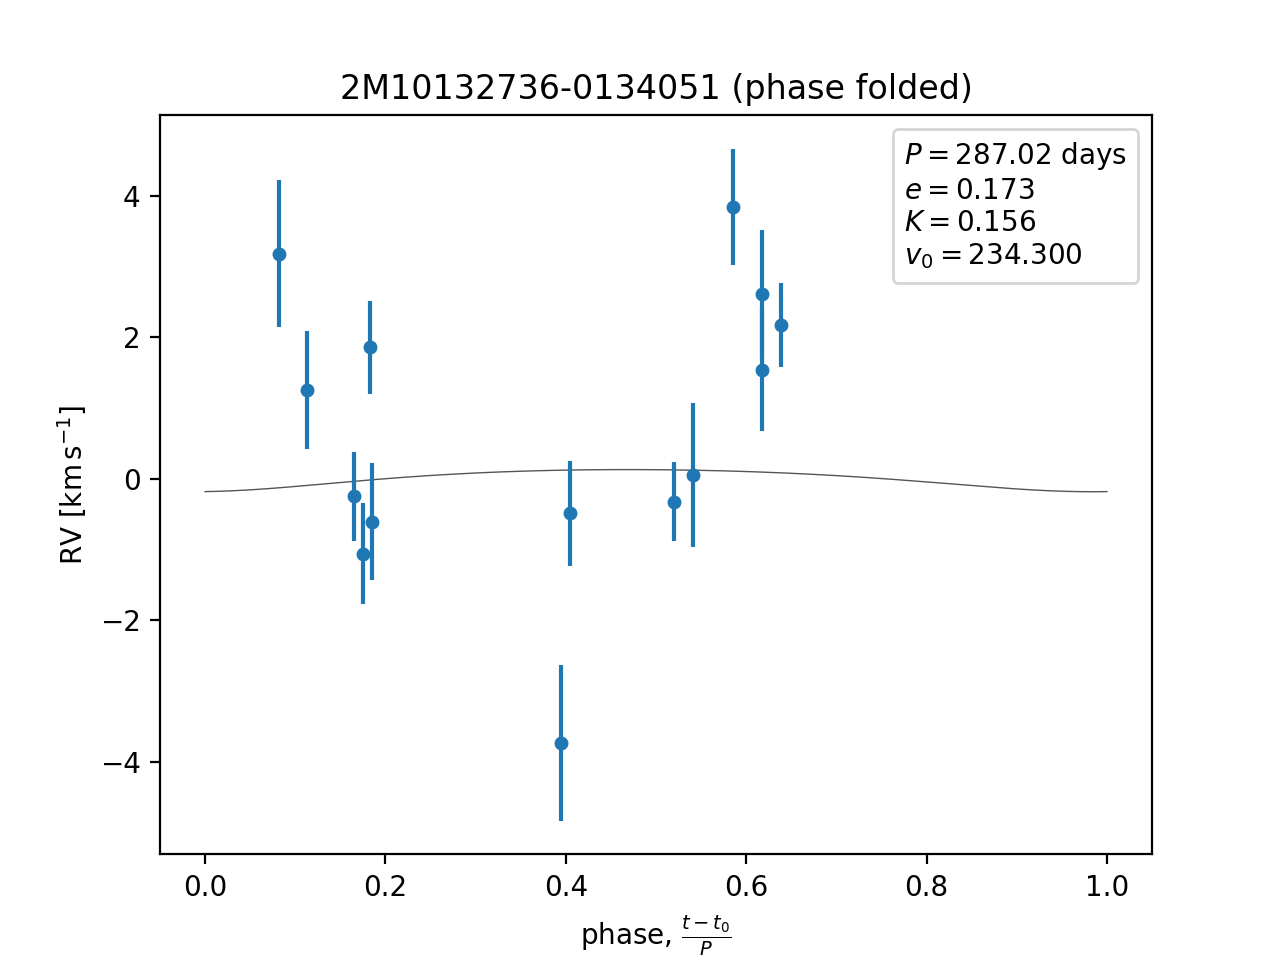 2M10132736-0134051 (phase folded)
P = 287.02 days
e = 0.173
K = 0.156
v₀ = 234.300
4
2
0
−2
−4
RV [km s⁻¹]
0.0 0.2 0.4 0.6 0.8 1.0
phase, (t − t₀)/P